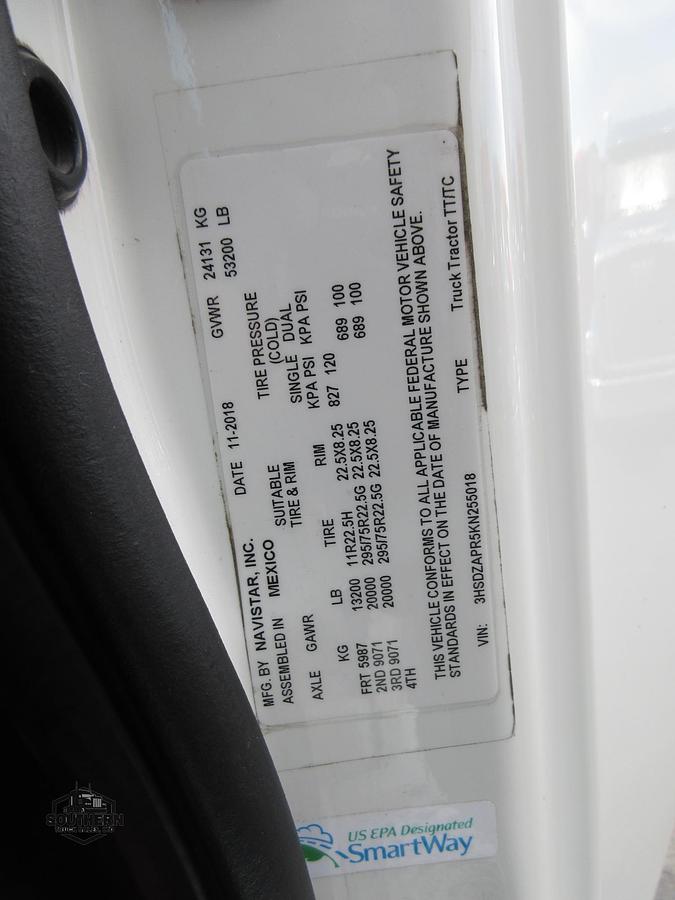 MFG. BY NAVISTAR, INC. DATE 11-2018 GVWR 24131 KG
ASSEMBLED IN MEXICO 53200 LB
SUITABLE TIRE PRESSURE
TIRE & RIM (COLD)
SINGLE DUAL
AXLE GAWR TIRE RIM KPA PSI KPA PSI
KG LB
FRT 5987 13200 11R22.5H 22.5X8.25 827 120
2ND 9071 20000 295/75R22.5G 22.5X8.25 689 100
3RD 9071 20000 295/75R22.5G 22.5X8.25 689 100
4TH
THIS VEHICLE CONFORMS TO ALL APPLICABLE FEDERAL MOTOR VEHICLE SAFETY
STANDARDS IN EFFECT ON THE DATE OF MANUFACTURE SHOWN ABOVE.
VIN: 3HSDZAPR5KN255018 TYPE Truck Tractor TT/TC
US EPA Designated
SmartWay
SOUTHERN
TRUCK SALES, INC